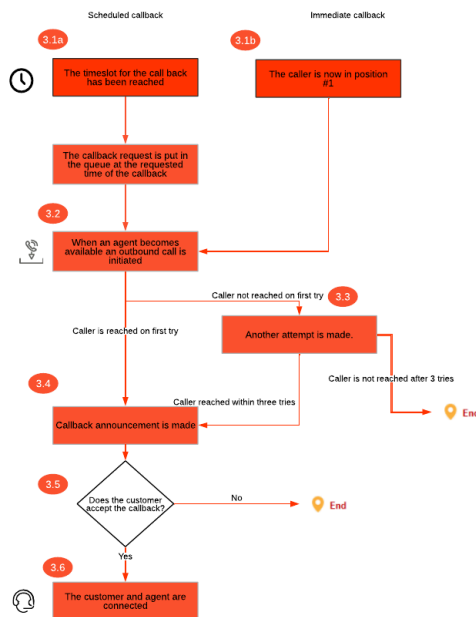 Scheduled callback
Immediate callback
3.1a
3.1b
The timeslot for the call back
has been reached
The caller is now in position
#1
The callback request is put in
the queue at the requested
time of the callback
3.2
When an agent becomes
available an outbound call is
initiated
Caller not reached on first try
3.3
Caller is reached on first try
Another attempt is made.
Caller is not reached after 3 tries
3.4
Caller reached within three tries
End
Callback announcement is made
3.5
Does the customer
accept the callback?
No
End
Yes
3.6
The customer and agent are
connected